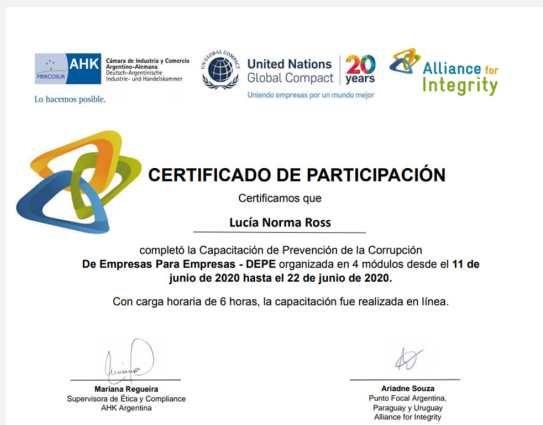 MERCOSUR
AHK
Cámara de Industria y Comercio
Argentino-Alemana
Deutsch-Argentinische
Industrie- und Handelskammer
Lo hacemos posible.
UN GLOBAL COMPACT
United Nations
Global Compact
20
years
Uniendo empresas por un mundo mejor
Alliance for
Integrity
CERTIFICADO DE PARTICIPACIÓN
Certificamos que
Lucía Norma Ross
completó la Capacitación de Prevención de la Corrupción
De Empresas Para Empresas - DEPE organizada en 4 módulos desde el 11 de
junio de 2020 hasta el 22 de junio de 2020.
Con carga horaria de 6 horas, la capacitación fue realizada en línea.
Mariana Regueira
Supervisora de Ética y Compliance
AHK Argentina
Ariadne Souza
Punto Focal Argentina,
Paraguay y Uruguay
Alliance for Integrity